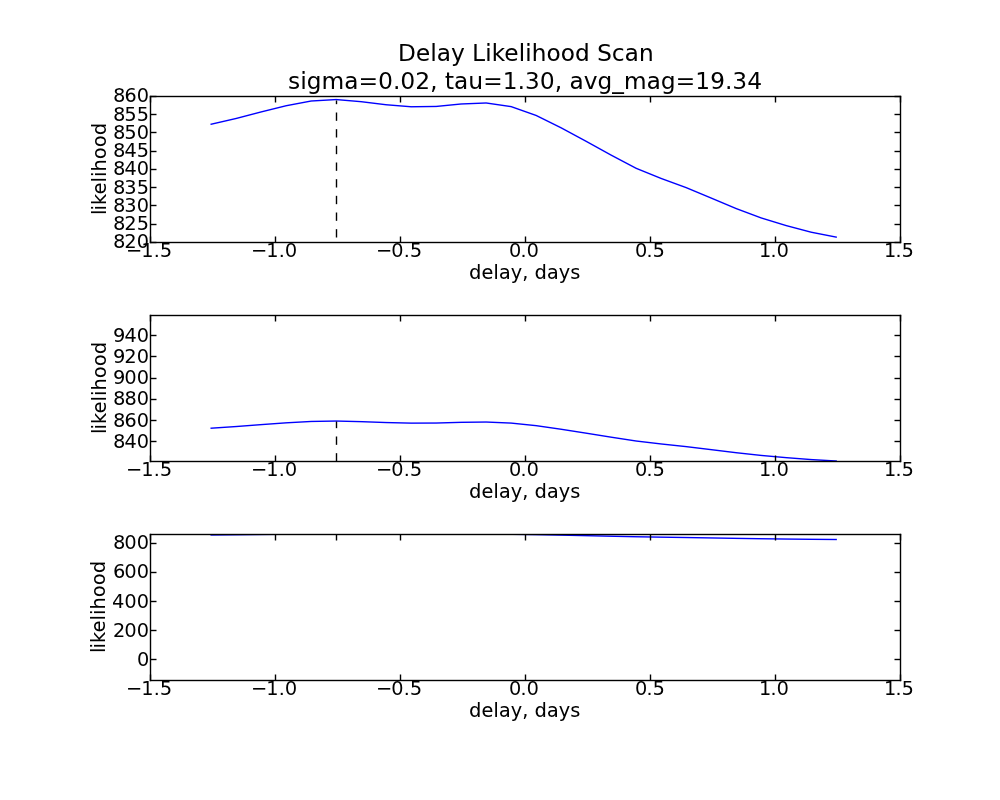 Delay Likelihood Scan
sigma=0.02, tau=1.30, avg_mag=19.34
860
855
850
845
840
835
830
825
820
likelihood
−1.5 −1.0 −0.5 0.0 0.5 1.0 1.5
delay, days
940
920
900
880
860
840
likelihood
−1.5 −1.0 −0.5 0.0 0.5 1.0 1.5
delay, days
800
600
400
200
0
likelihood
−1.5 −1.0 −0.5 0.0 0.5 1.0 1.5
delay, days